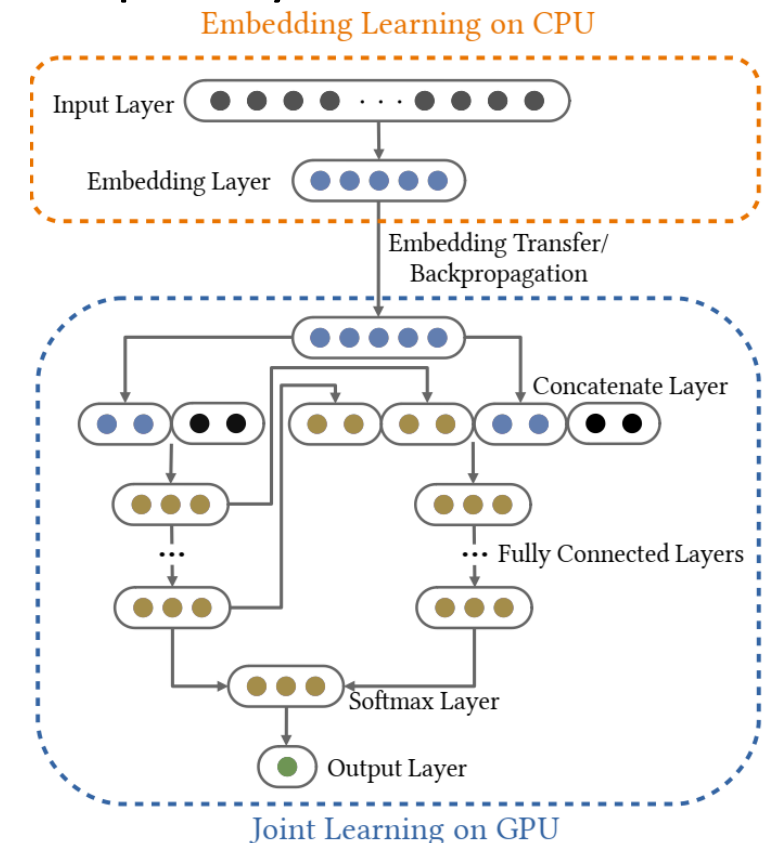 Embedding Learning on CPU
Input Layer
. . .
Embedding Layer
Embedding Transfer/
Backpropagation
Concatenate Layer
...
... Fully Connected Layers
Softmax Layer
Output Layer
Joint Learning on GPU